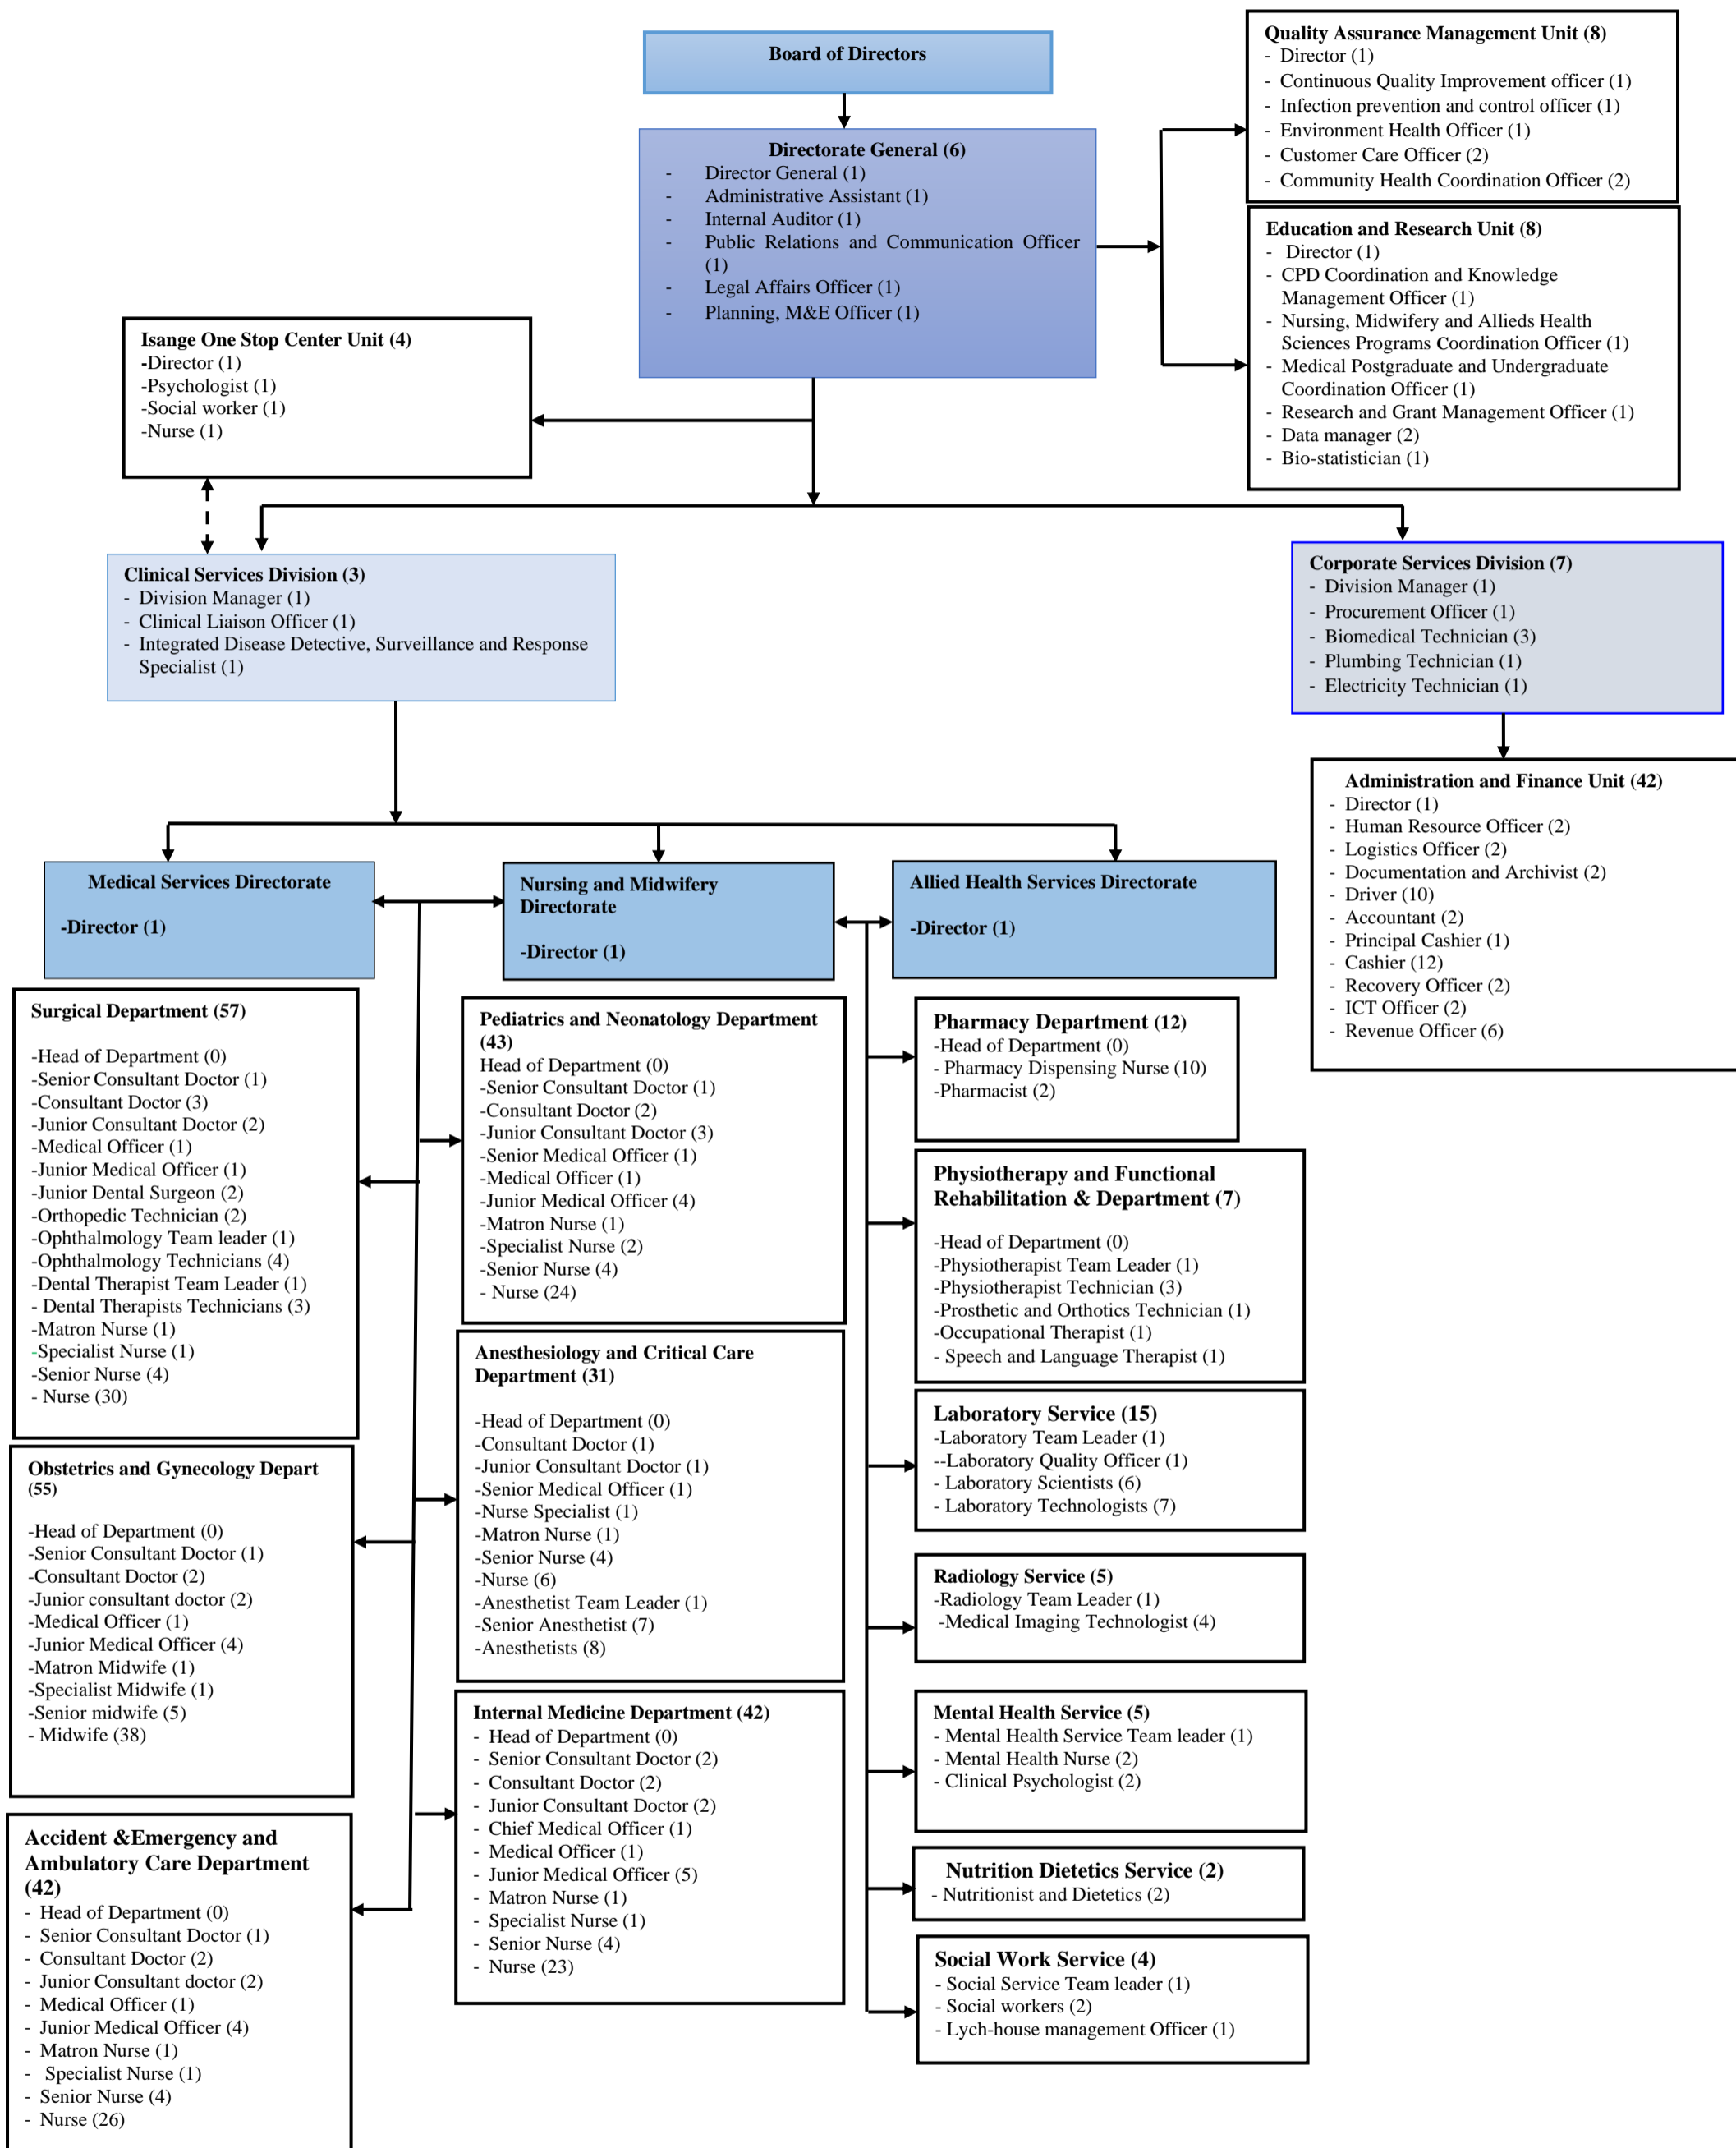 Board of Directors
Directorate General (6)
- Director General (1)
- Administrative Assistant (1)
- Internal Auditor (1)
- Public Relations and Communication Officer
(1)
- Legal Affairs Officer (1)
- Planning, M&E Officer (1)
Quality Assurance Management Unit (8)
- Director (1)
- Continuous Quality Improvement officer (1)
- Infection prevention and control officer (1)
- Environment Health Officer (1)
- Customer Care Officer (2)
- Community Health Coordination Officer (2)
Education and Research Unit (8)
- Director (1)
- CPD Coordination and Knowledge
Management Officer (1)
- Nursing, Midwifery and Allieds Health
Sciences Programs Coordination Officer (1)
- Medical Postgraduate and Undergraduate
Coordination Officer (1)
- Research and Grant Management Officer (1)
- Data manager (2)
- Bio-statistician (1)
Isange One Stop Center Unit (4)
-Director (1)
-Psychologist (1)
-Social worker (1)
-Nurse (1)
Clinical Services Division (3)
- Division Manager (1)
- Clinical Liaison Officer (1)
- Integrated Disease Detective, Surveillance and Response
Specialist (1)
Corporate Services Division (7)
- Division Manager (1)
- Procurement Officer (1)
- Biomedical Technician (3)
- Plumbing Technician (1)
- Electricity Technician (1)
Administration and Finance Unit (42)
- Director (1)
- Human Resource Officer (2)
- Logistics Officer (2)
- Documentation and Archivist (2)
- Driver (10)
- Accountant (2)
- Principal Cashier (1)
- Cashier (12)
- Recovery Officer (2)
- ICT Officer (2)
- Revenue Officer (6)
Medical Services Directorate
-Director (1)
Nursing and Midwifery
Directorate
-Director (1)
Allied Health Services Directorate
-Director (1)
Surgical Department (57)
-Head of Department (0)
-Senior Consultant Doctor (1)
-Consultant Doctor (3)
-Junior Consultant Doctor (2)
-Medical Officer (1)
-Junior Medical Officer (1)
-Junior Dental Surgeon (2)
-Orthopedic Technician (2)
-Ophthalmology Team leader (1)
-Ophthalmology Technicians (4)
-Dental Therapist Team Leader (1)
- Dental Therapists Technicians (3)
-Matron Nurse (1)
-Specialist Nurse (1)
-Senior Nurse (4)
- Nurse (30)
Obstetrics and Gynecology Depart
(55)
-Head of Department (0)
-Senior Consultant Doctor (1)
-Consultant Doctor (2)
-Junior consultant doctor (2)
-Medical Officer (1)
-Junior Medical Officer (4)
-Matron Midwife (1)
-Specialist Midwife (1)
-Senior midwife (5)
- Midwife (38)
Accident &Emergency and
Ambulatory Care Department
(42)
- Head of Department (0)
- Senior Consultant Doctor (1)
- Consultant Doctor (2)
- Junior Consultant doctor (2)
- Medical Officer (1)
- Junior Medical Officer (4)
- Matron Nurse (1)
- Specialist Nurse (1)
- Senior Nurse (4)
- Nurse (26)
Pediatrics and Neonatology Department
(43)
Head of Department (0)
-Senior Consultant Doctor (1)
-Consultant Doctor (2)
-Junior Consultant Doctor (3)
-Senior Medical Officer (1)
-Medical Officer (1)
-Junior Medical Officer (4)
-Matron Nurse (1)
-Specialist Nurse (2)
-Senior Nurse (4)
- Nurse (24)
Anesthesiology and Critical Care
Department (31)
-Head of Department (0)
-Consultant Doctor (1)
-Junior Consultant Doctor (1)
-Senior Medical Officer (1)
-Nurse Specialist (1)
-Matron Nurse (1)
-Senior Nurse (4)
-Nurse (6)
-Anesthetist Team Leader (1)
-Senior Anesthetist (7)
-Anesthetists (8)
Internal Medicine Department (42)
- Head of Department (0)
- Senior Consultant Doctor (2)
- Consultant Doctor (2)
- Junior Consultant Doctor (2)
- Chief Medical Officer (1)
- Medical Officer (1)
- Junior Medical Officer (5)
- Matron Nurse (1)
- Specialist Nurse (1)
- Senior Nurse (4)
- Nurse (23)
Pharmacy Department (12)
-Head of Department (0)
- Pharmacy Dispensing Nurse (10)
-Pharmacist (2)
Physiotherapy and Functional
Rehabilitation & Department (7)
-Head of Department (0)
-Physiotherapist Team Leader (1)
-Physiotherapist Technician (3)
-Prosthetic and Orthotics Technician (1)
-Occupational Therapist (1)
- Speech and Language Therapist (1)
Laboratory Service (15)
-Laboratory Team Leader (1)
--Laboratory Quality Officer (1)
- Laboratory Scientists (6)
- Laboratory Technologists (7)
Radiology Service (5)
-Radiology Team Leader (1)
-Medical Imaging Technologist (4)
Mental Health Service (5)
- Mental Health Service Team leader (1)
- Mental Health Nurse (2)
- Clinical Psychologist (2)
Nutrition Dietetics Service (2)
- Nutritionist and Dietetics (2)
Social Work Service (4)
- Social Service Team leader (1)
- Social workers (2)
- Lych-house management Officer (1)